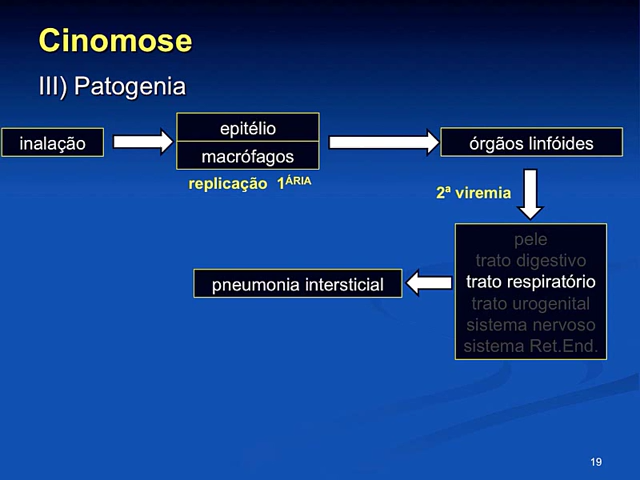 Cinomose
III) Patogenia
inalação
epitélio
macrófagos
replicação 1ÁRIA
órgãos linfóides
2ª viremia
pele
trato digestivo
trato respiratório
trato urogenital
sistema nervoso
sistema Ret.End.
pneumonia intersticial
19